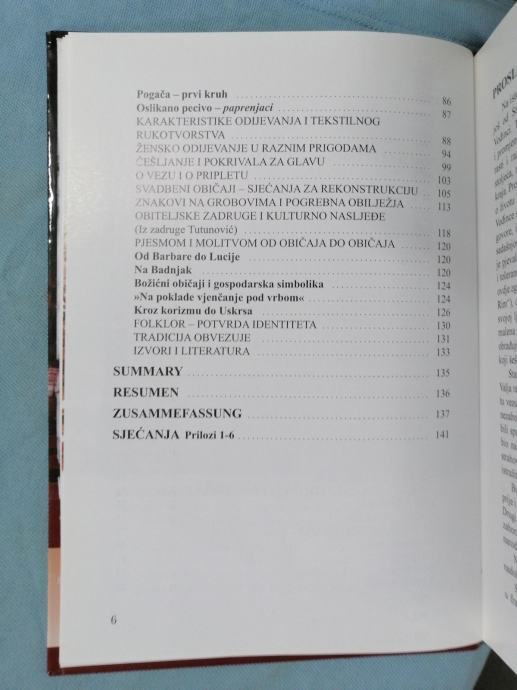 Pogača – prvi kruh 86
Oslikano pecivo – paprenjaci 87
KARAKTERISTIKE ODIJEVANJA I TEKSTILNOG
RUKOTVORSTVA 88
ŽENSKO ODIJEVANJE U RAZNIM PRIGODAMA 94
ČEŠLJANJE I POKRIVALA ZA GLAVU 99
O VEZU I O PRIPLETU 103
SVADBENI OBIČAJI – SJEĆANJA ZA REKONSTRUKCIJU 105
ZNAKOVI NA GROBOVIMA I POGREBNA OBILJEŽJA 113
OBITELJSKE ZADRUGE I KULTURNO NASLJEĐE
(Iz zadruge Tutunović) 118
PJESMOM I MOLITVOM OD OBIČAJA DO OBIČAJA 120
Od Barbare do Lucije 120
Na Badnjak 120
Božićni običaji i gospodarska simbolika 124
»Na poklade vjenčanje pod vrbom« 124
Kroz korizmu do Uskrsa 126
FOLKLOR – POTVRDA IDENTITETA 130
TRADICIJA OBVEZUJE 131
IZVORI I LITERATURA 133
SUMMARY 135
RESUMEN 136
ZUSAMMEFASSUNG 137
SJEĆANJA Prilozi 1-6 141
6